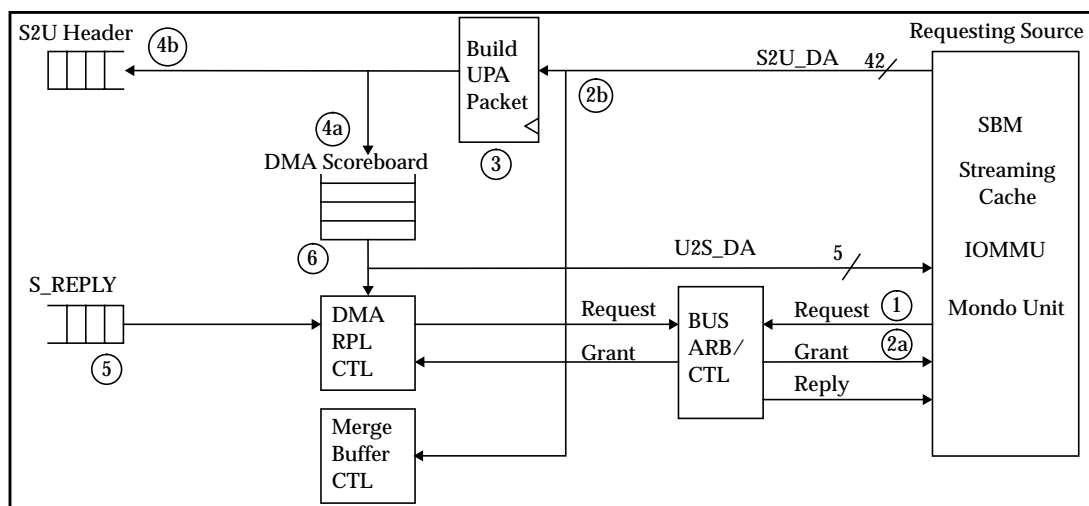 S2U Header
4b
Build
UPA
Packet
S2U_DA
42
Requesting Source
2b
3
4a
DMA Scoreboard
SBM
Streaming
Cache
IOMMU
Mondo Unit
6
U2S_DA
5
S_REPLY
5
DMA
RPL
CTL
Request
Grant
BUS
ARB/
CTL
Request
1
2a
Grant
Reply
Merge
Buffer
CTL